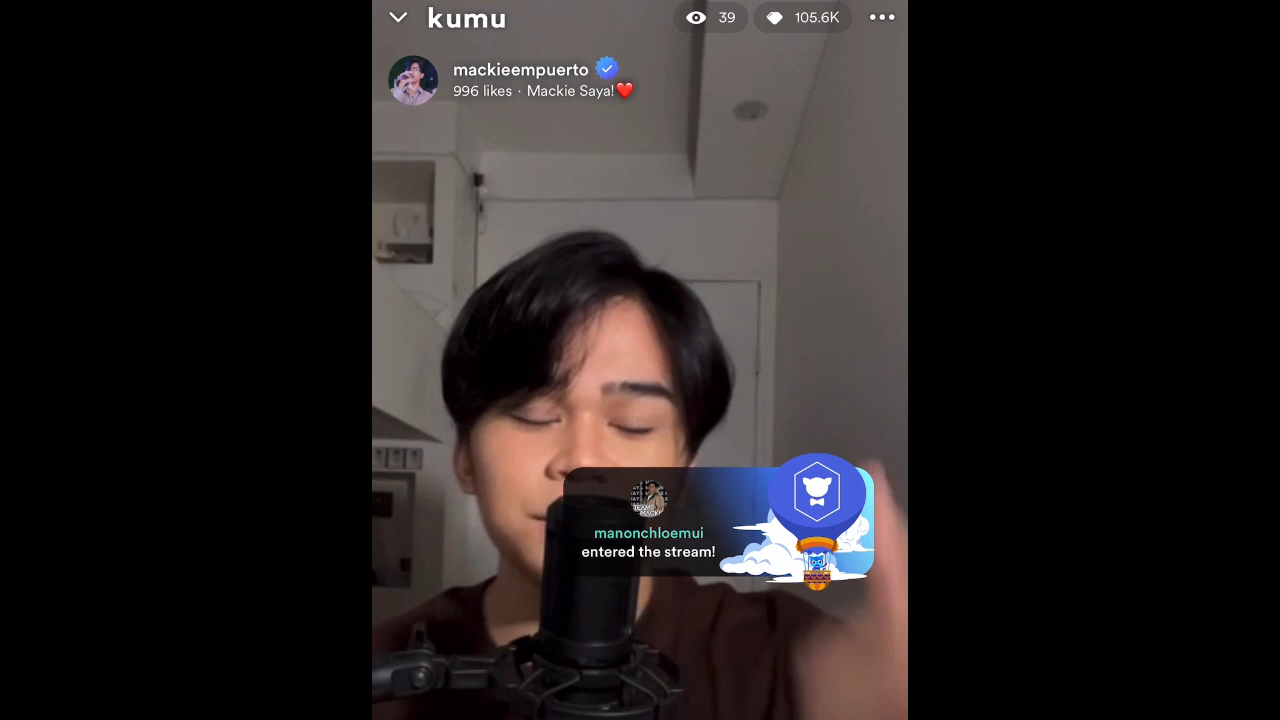 kumu
39
105.6K
mackieempuerto
996 likes · Mackie Saya!❤️
manonchloemui
entered the stream!